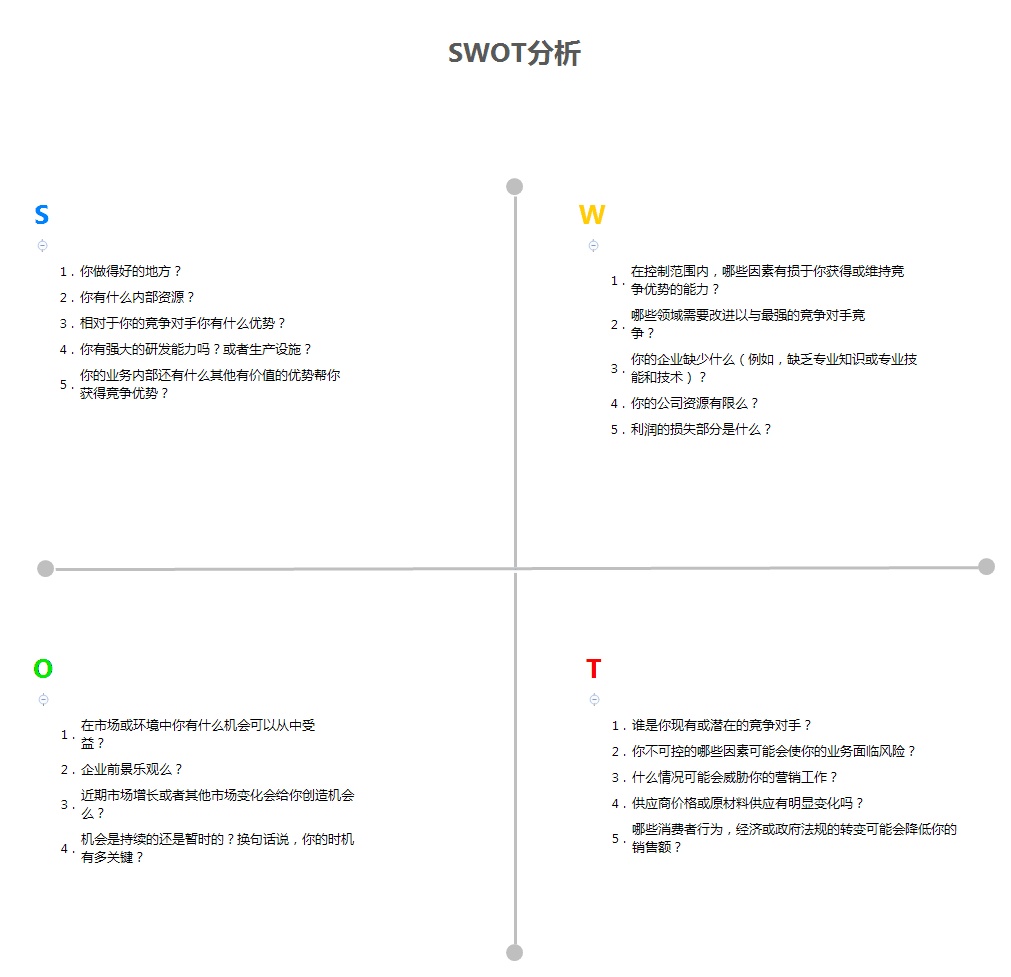 SWOT分析
S
1．你做得好的地方？
2．你有什么内部资源？
3．相对于你的竞争对手你有什么优势？
4．你有强大的研发能力吗？或者生产设施？
5．你的业务内部还有什么其他有价值的优势帮你
获得竞争优势？
W
1．在控制范围内，哪些因素有损于你获得或维持竞
争优势的能力？
2．哪些领域需要改进以与最强的竞争对手竞
争？
3．你的企业缺少什么（例如，缺乏专业知识或专业技
能和技术）？
4．你的公司资源有限么？
5．利润的损失部分是什么？
O
1．在市场或环境中你有什么机会可以从中受
益？
2．企业前景乐观么？
3．近期市场增长或者其他市场变化会给你创造机会
么？
4．机会是持续的还是暂时的？换句话说，你的时机
有多关键？
T
1．谁是你现有或潜在的竞争对手？
2．你不可控的哪些因素可能会使你的业务面临风险？
3．什么情况可能会威胁你的营销工作？
4．供应商价格或原材料供应有明显变化吗？
5．哪些消费者行为，经济或政府法规的转变可能会降低你的
销售额？